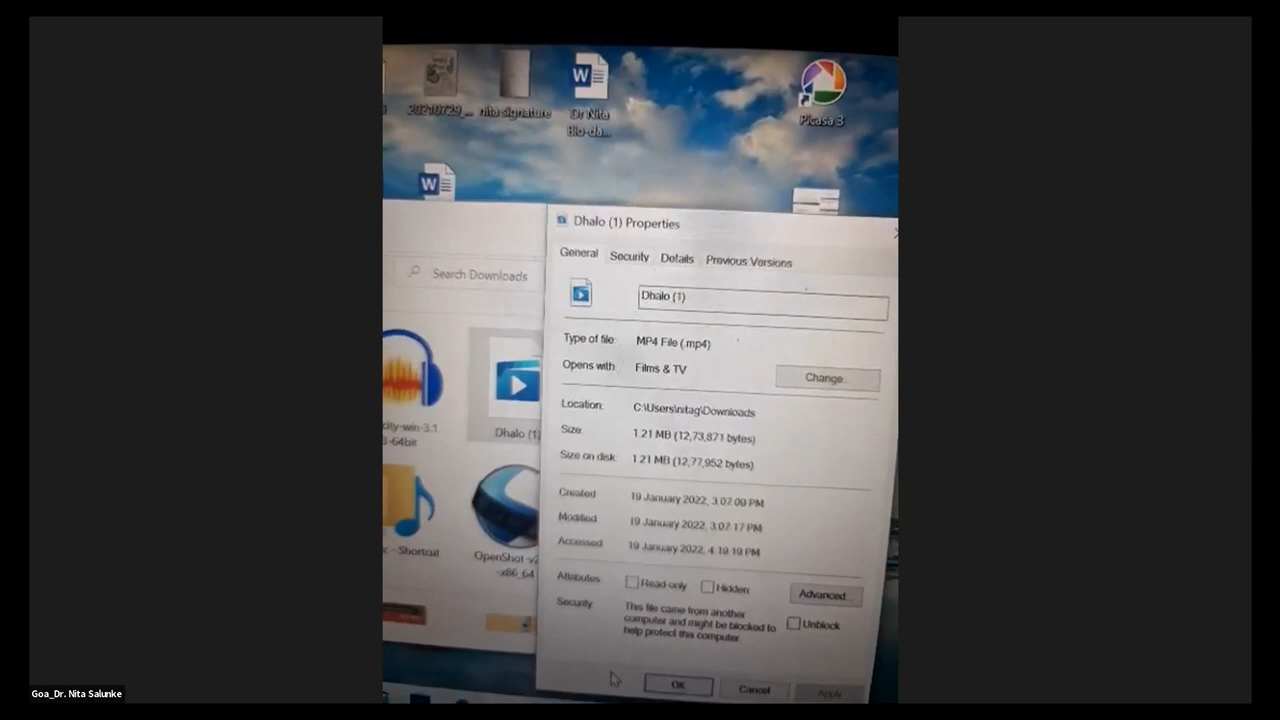 20210729_...
nita signature
Dr Nita
Bio-da...
Picasa 3
Dhalo (1) Properties
General Security Details Previous Versions
Search Downloads
Dhalo (1)
Type of file: MP4 File (.mp4)
Opens with: Films & TV
Change...
Location: C:\Users\nitag\Downloads
Size: 1.21 MB (12,73,871 bytes)
Size on disk: 1.21 MB (12,77,952 bytes)
city-win-3.1
-64bit
Dhalo (1)
Created: 19 January 2022, 3:07:09 PM
Modified: 19 January 2022, 3:07:17 PM
Accessed: 19 January 2022, 4:19:19 PM
c - Shortcut
OpenShot-v2
-x86_64
Attributes: Read-only Hidden
Advanced...
Security: This file came from another
computer and might be blocked to
help protect this computer.
Unblock
OK Cancel Apply
Goa_Dr. Nita Salunke